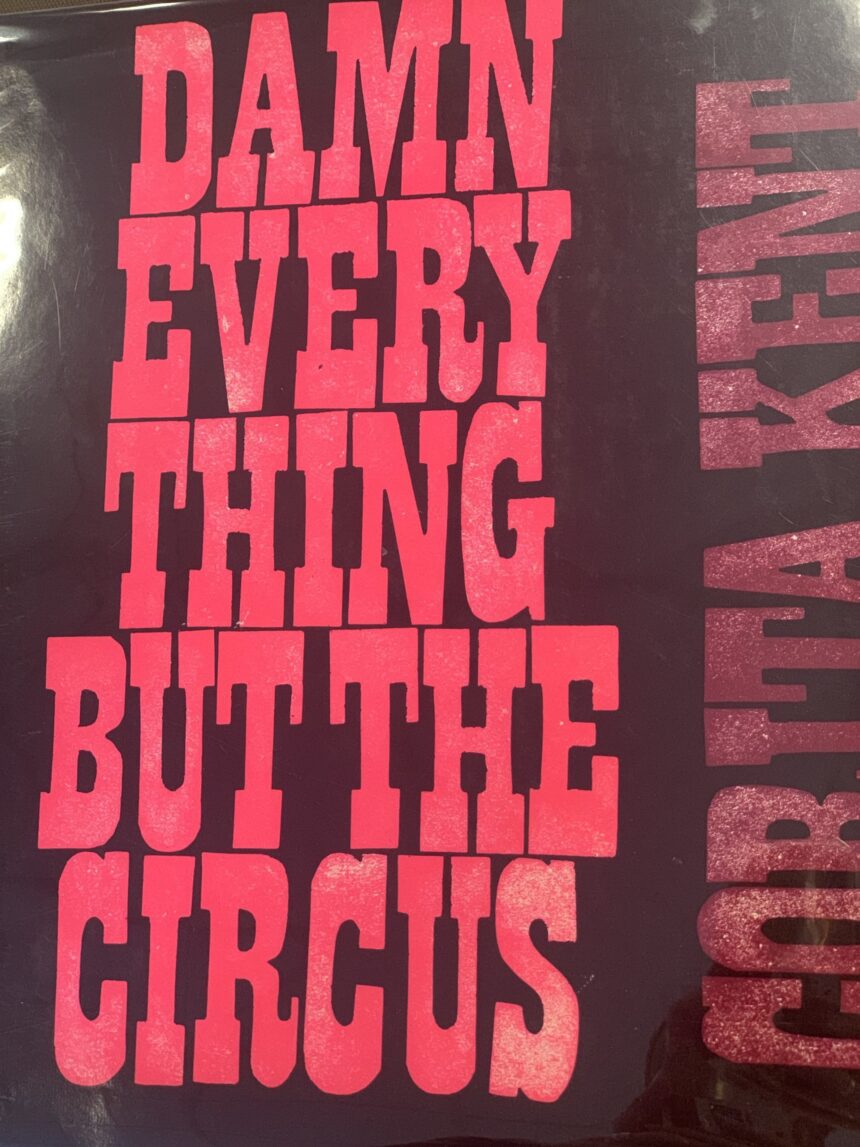 DAMN
EVERY
THING
BUT THE
CIRCUS
CORITA KENT